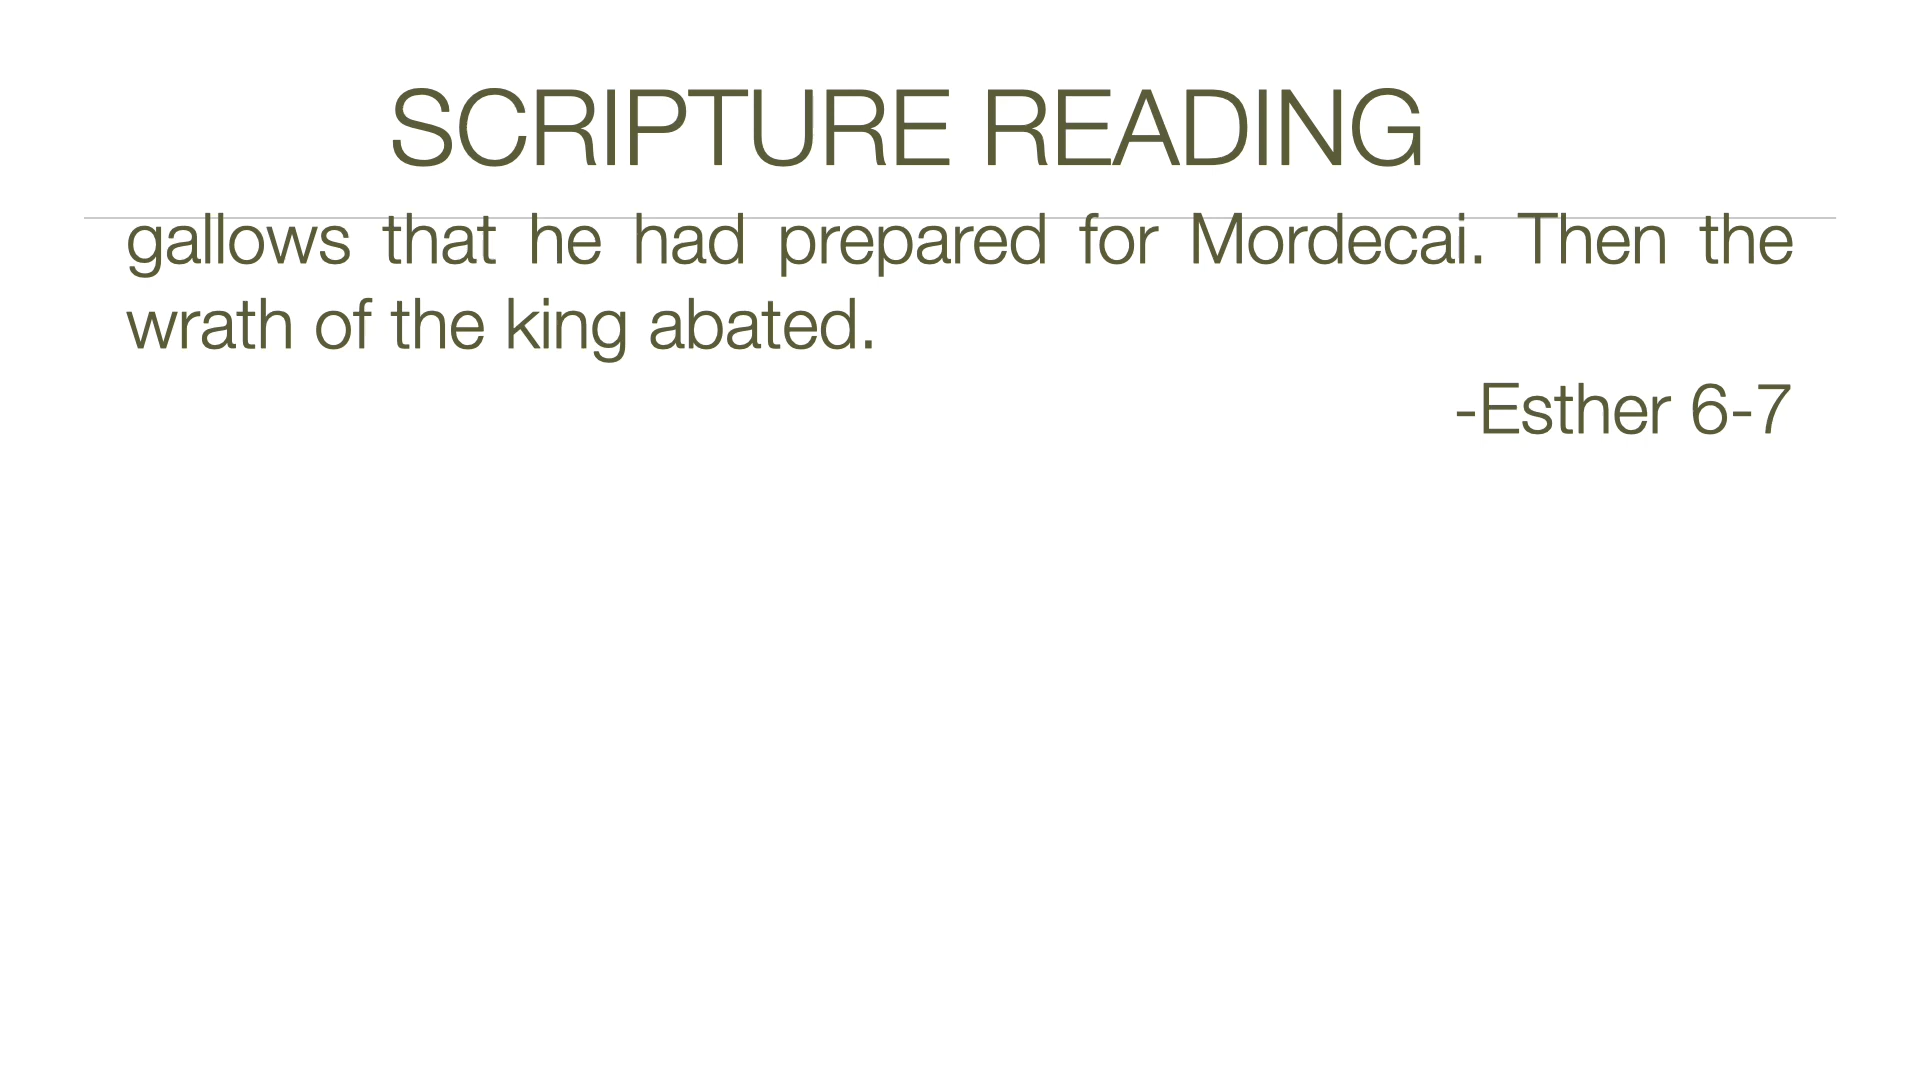 SCRIPTURE READING
gallows that he had prepared for Mordecai. Then the
wrath of the king abated.
-Esther 6-7